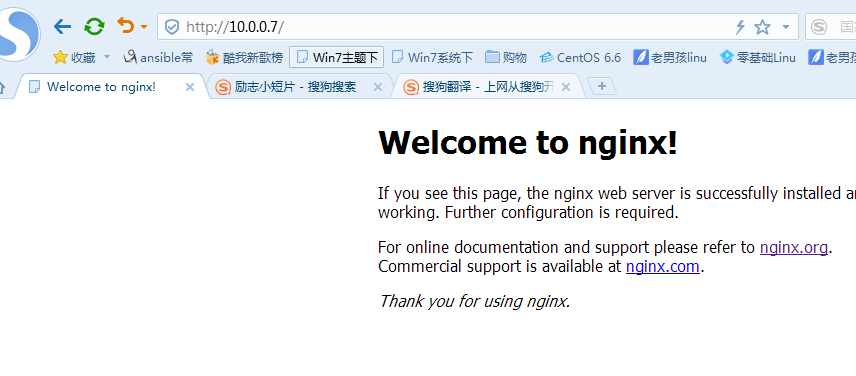 http://10.0.0.7/
收藏 ansible常 酷我新歌榜 Win7主题下 Win7系统下 购物 CentOS 6.6 老男孩linu 零基础Linu 老男孩
Welcome to nginx! 励志小短片 - 搜狗搜索 搜狗翻译 - 上网从搜狗开
Welcome to nginx!
If you see this page, the nginx web server is successfully installed
working. Further configuration is required.
For online documentation and support please refer to nginx.org.
Commercial support is available at nginx.com.
Thank you for using nginx.